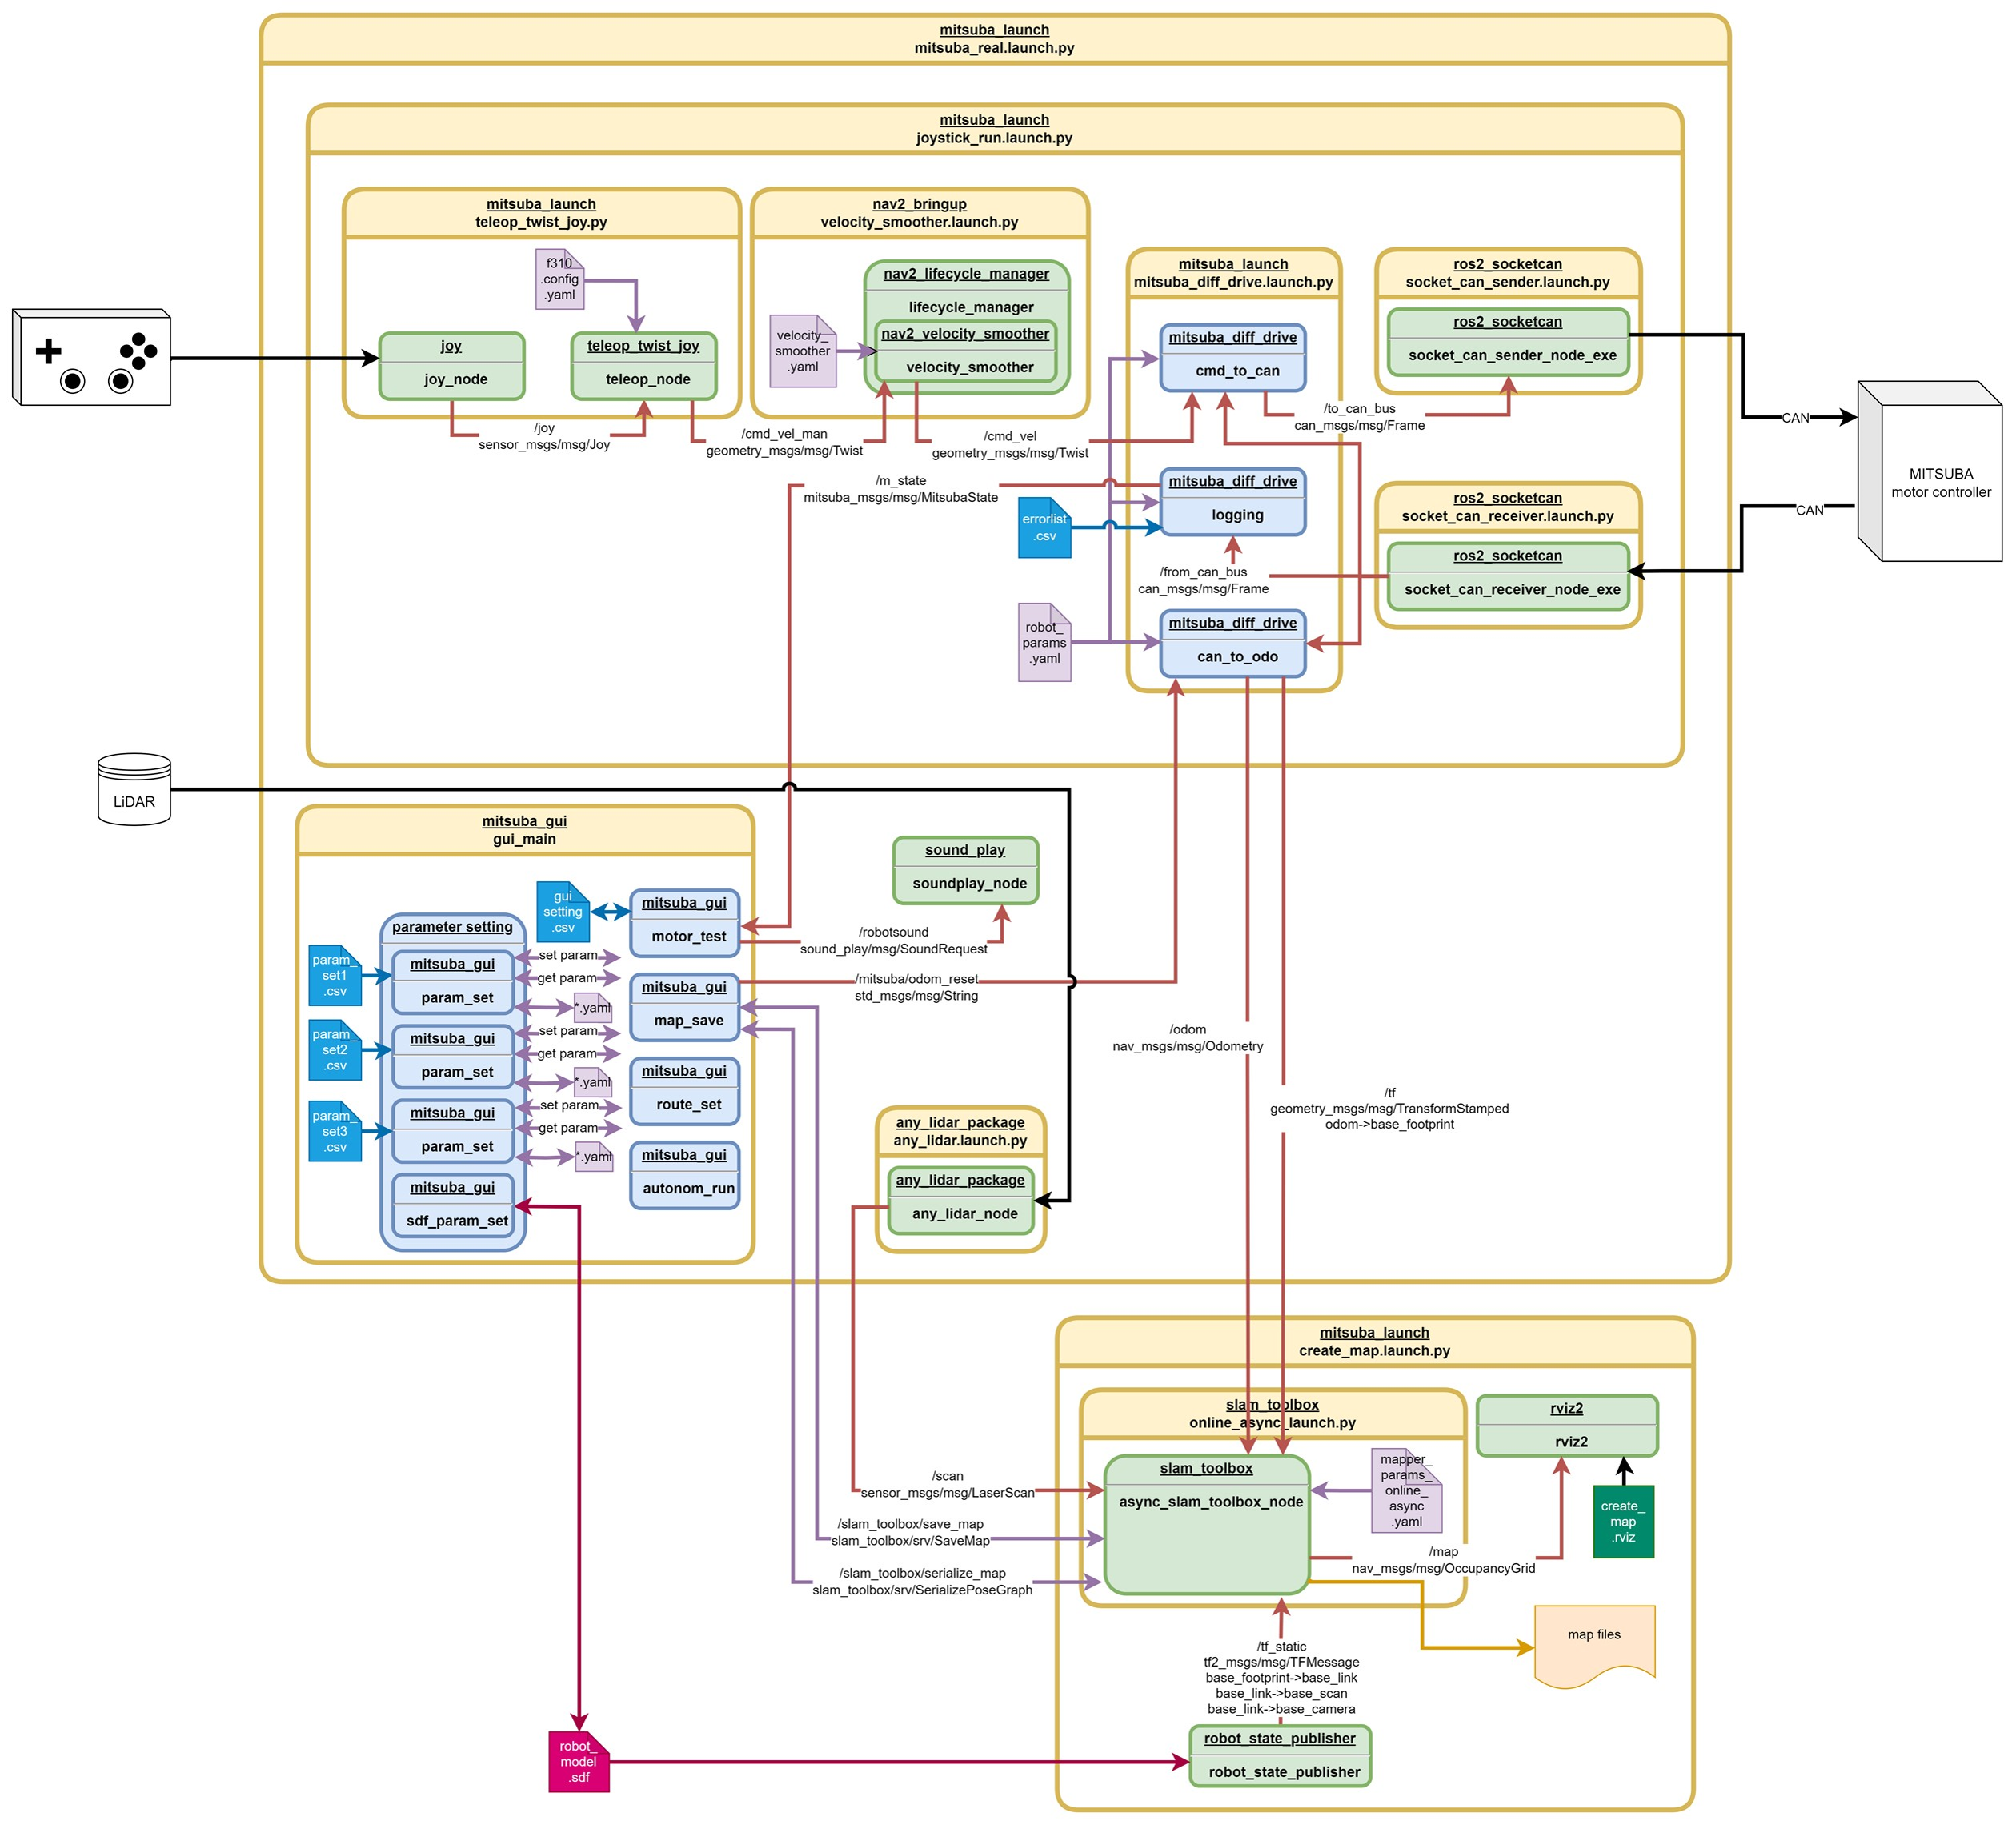 mitsuba_launch
mitsuba_real.launch.py
mitsuba_launch
joystick_run.launch.py
mitsuba_launch
teleop_twist_joy.py
f310
.config
.yaml
joy
joy_node
teleop_twist_joy
teleop_node
/joy
sensor_msgs/msg/Joy
nav2_bringup
velocity_smoother.launch.py
nav2_lifecycle_manager
lifecycle_manager
nav2_velocity_smoother
velocity_smoother
velocity_
smoother
.yaml
/cmd_vel_man
geometry_msgs/msg/Twist
/cmd_vel
geometry_msgs/msg/Twist
mitsuba_launch
mitsuba_diff_drive.launch.py
mitsuba_diff_drive
cmd_to_can
ros2_socketcan
socket_can_sender.launch.py
ros2_socketcan
socket_can_sender_node_exe
/to_can_bus
can_msgs/msg/Frame
CAN
MITSUBA
motor controller
CAN
/m_state
mitsuba_msgs/msg/MitsubaState
mitsuba_diff_drive
logging
errorlist
.csv
/from_can_bus
can_msgs/msg/Frame
ros2_socketcan
socket_can_receiver.launch.py
ros2_socketcan
socket_can_receiver_node_exe
robot_
params
.yaml
mitsuba_diff_drive
can_to_odo
LiDAR
mitsuba_gui
gui_main
gui
setting
.csv
mitsuba_gui
motor_test
parameter setting
param_
set1
.csv
mitsuba_gui
param_set
set param
get param
*.yaml
mitsuba_gui
map_save
param_
set2
.csv
mitsuba_gui
param_set
set param
get param
*.yaml
mitsuba_gui
route_set
param_
set3
.csv
mitsuba_gui
param_set
set param
get param
*.yaml
mitsuba_gui
autonom_run
mitsuba_gui
sdf_param_set
sound_play
soundplay_node
/robotsound
sound_play/msg/SoundRequest
/mitsuba/odom_reset
std_msgs/msg/String
/odom
nav_msgs/msg/Odometry
/tf
geometry_msgs/msg/TransformStamped
odom->base_footprint
any_lidar_package
any_lidar.launch.py
any_lidar_package
any_lidar_node
mitsuba_launch
create_map.launch.py
slam_toolbox
online_async_launch.py
slam_toolbox
async_slam_toolbox_node
mapper_
params_
online_
async
.yaml
rviz2
rviz2
create_
map
.rviz
/scan
sensor_msgs/msg/LaserScan
/slam_toolbox/save_map
slam_toolbox/srv/SaveMap
/slam_toolbox/serialize_map
slam_toolbox/srv/SerializePoseGraph
/map
nav_msgs/msg/OccupancyGrid
map files
/tf_static
tf2_msgs/msg/TFMessage
base_footprint->base_link
base_link->base_scan
base_link->base_camera
robot_state_publisher
robot_state_publisher
robot_
model
.sdf